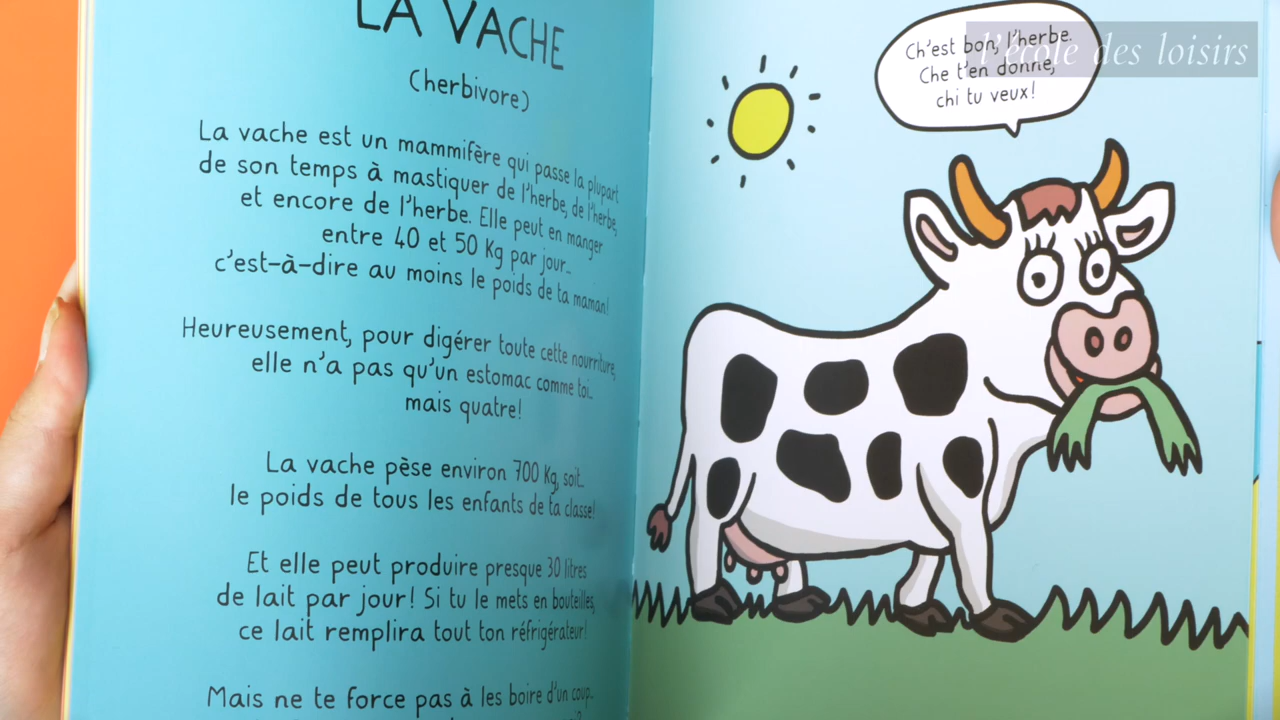 LA VACHE
(herbivore)
La vache est un mammifère qui passe la plupart
de son temps à mastiquer de l'herbe, de l'herbe,
et encore de l'herbe. Elle peut en manger
entre 40 et 50 Kg par jour...
c'est-à-dire au moins le poids de ta maman!
Heureusement, pour digérer toute cette nourriture,
elle n'a pas qu'un estomac comme toi...
mais quatre!
La vache pèse environ 700 Kg, soit...
le poids de tous les enfants de ta classe!
Et elle peut produire presque 30 litres
de lait par jour! Si tu le mets en bouteilles,
ce lait remplira tout ton réfrigérateur!
Mais ne te force pas à les boire d'un coup...
Ch'est bon, l'herbe.
Che t'en donne,
chi tu veux!
l'école des loisirs